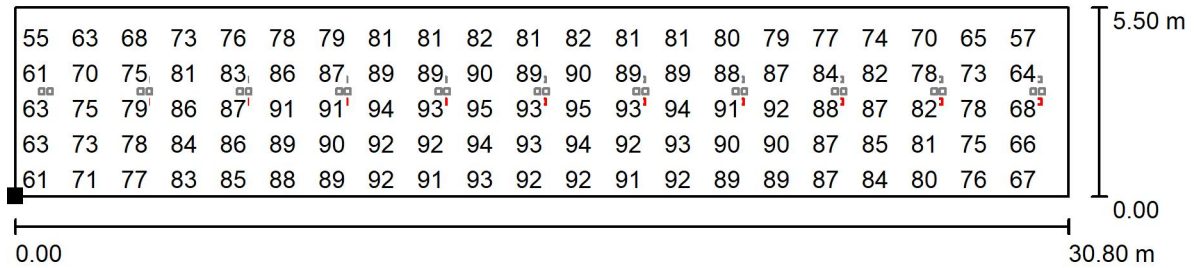 55 63 68 73 76 78 79 81 81 82 81 82 81 81 80 79 77 74 70 65 57
5.50 m
61 70 75 81 83 86 87 89 89 90 89 90 89 89 88 87 84 82 78 73 64
63 75 79 86 87 91 91 94 93 95 93 95 93 94 91 92 88 87 82 78 68
63 73 78 84 86 89 90 92 92 94 93 94 92 93 90 90 87 85 81 75 66
61 71 77 83 85 88 89 92 91 93 92 92 91 92 89 89 87 84 80 76 67
0.00
0.00 30.80 m